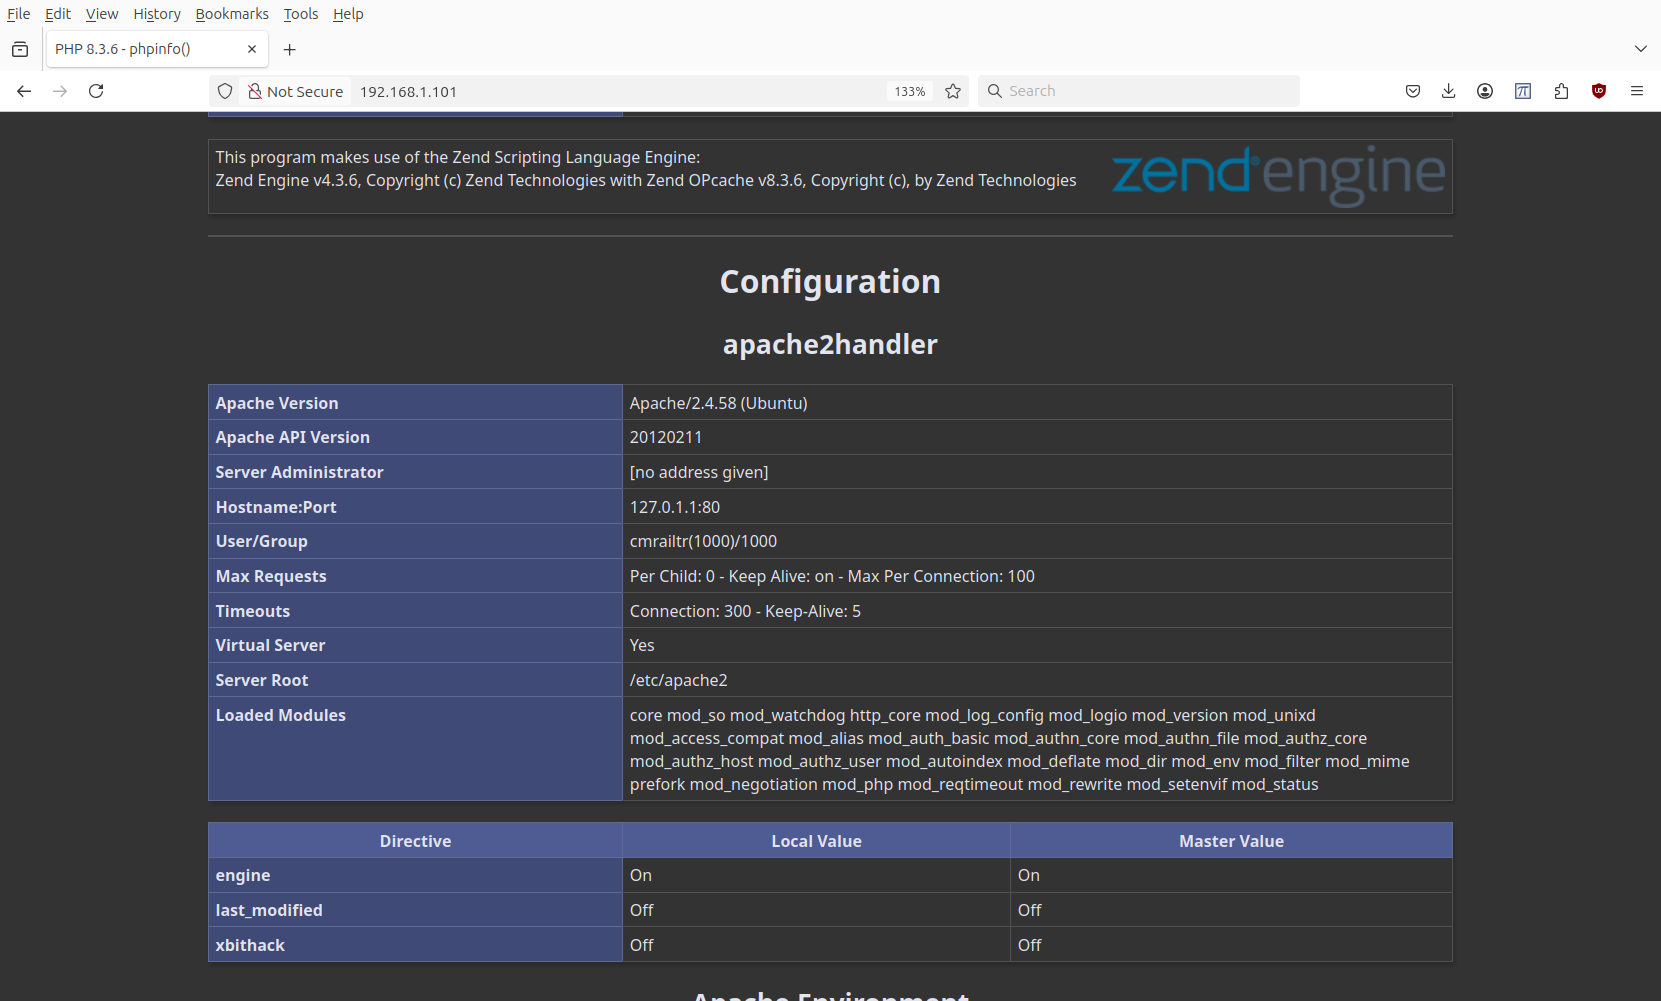 File Edit View History Bookmarks Tools Help
PHP 8.3.6 - phpinfo()
Not Secure 192.168.1.101 133% Search
This program makes use of the Zend Scripting Language Engine:
Zend Engine v4.3.6, Copyright (c) Zend Technologies with Zend OPcache v8.3.6, Copyright (c), by Zend Technologies
zend engine
Configuration
apache2handler
Apache Version Apache/2.4.58 (Ubuntu)
Apache API Version 20120211
Server Administrator [no address given]
Hostname:Port 127.0.1.1:80
User/Group cmrailtr(1000)/1000
Max Requests Per Child: 0 - Keep Alive: on - Max Per Connection: 100
Timeouts Connection: 300 - Keep-Alive: 5
Virtual Server Yes
Server Root /etc/apache2
Loaded Modules core mod_so mod_watchdog http_core mod_log_config mod_logio mod_version mod_unixd
mod_access_compat mod_alias mod_auth_basic mod_authn_core mod_authn_file mod_authz_core
mod_authz_host mod_authz_user mod_autoindex mod_deflate mod_dir mod_env mod_filter mod_mime
prefork mod_negotiation mod_php mod_reqtimeout mod_rewrite mod_setenvif mod_status
Directive Local Value Master Value
engine On On
last_modified Off Off
xbithack Off Off
Apache Environment